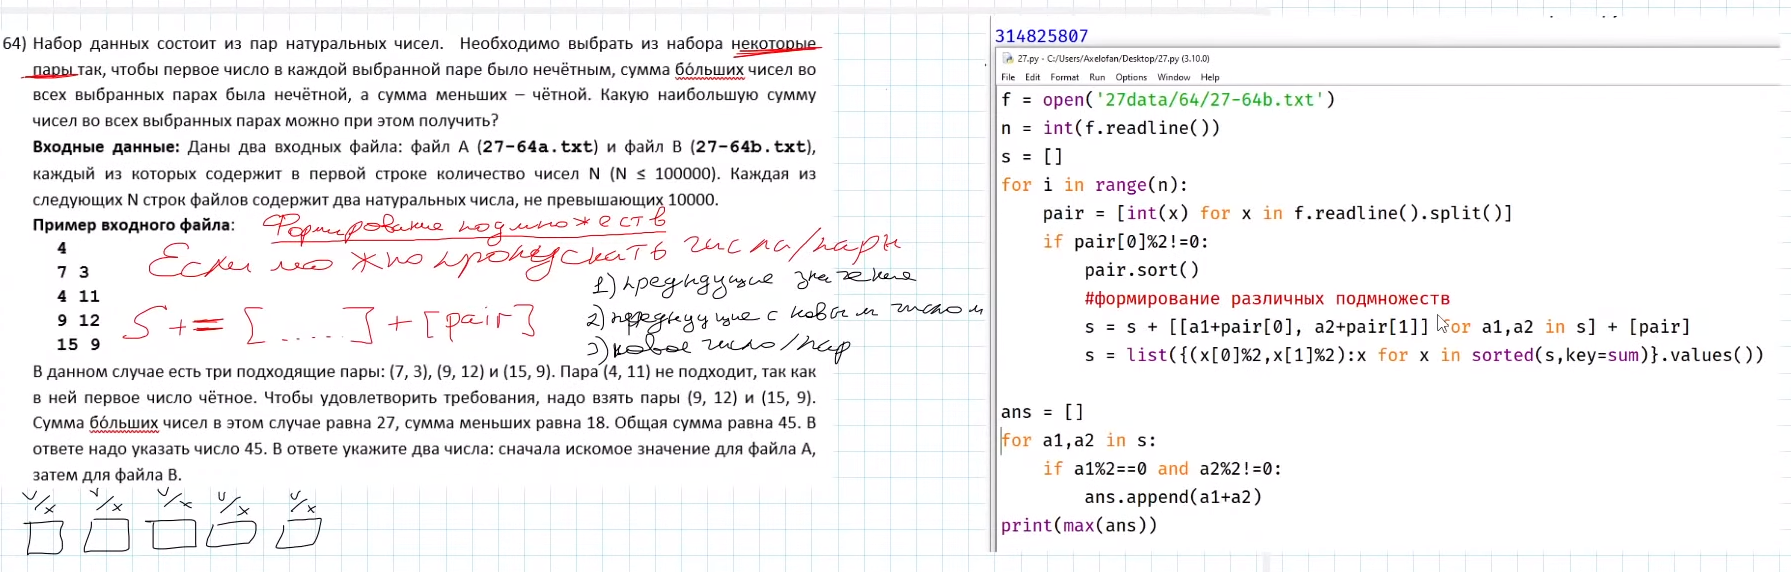 64) Набор данных состоит из пар натуральных чисел. Необходимо выбрать из набора некоторые
пары так, чтобы первое число в каждой выбранной паре было нечётным, сумма бо́льших чисел во
всех выбранных парах была нечётной, а сумма меньших – чётной. Какую наибольшую сумму
чисел во всех выбранных парах можно при этом получить?
Входные данные: Даны два входных файла: файл A (27-64a.txt) и файл B (27-64b.txt),
каждый из которых содержит в первой строке количество чисел N (N ≤ 100000). Каждая из
следующих N строк файлов содержит два натуральных числа, не превышающих 10000.
Пример входного файла:
Формирование подмножеств
4
Если можно пропускать числа/пары
7 3
4 11
9 12
15 9
S += [.....] + [pair]
1) предыдущие значение
2) предыдущие с новым числом
3) новое число/пар
В данном случае есть три подходящие пары: (7, 3), (9, 12) и (15, 9). Пара (4, 11) не подходит, так как
в ней первое число чётное. Чтобы удовлетворить требования, надо взять пары (9, 12) и (15, 9).
Сумма бо́льших чисел в этом случае равна 27, сумма меньших равна 18. Общая сумма равна 45. В
ответе надо указать число 45. В ответе укажите два числа: сначала искомое значение для файла A,
затем для файла B.
v/x v/x v/x v/x v/x
314825807
27.py - C:/Users/Axelofan/Desktop/27.py (3.10.0)
File Edit Format Run Options Window Help
f = open('27data/64/27-64b.txt')
n = int(f.readline())
s = []
for i in range(n):
pair = [int(x) for x in f.readline().split()]
if pair[0]%2!=0:
pair.sort()
#формирование различных подмножеств
s = s + [[a1+pair[0], a2+pair[1]] for a1,a2 in s] + [pair]
s = list({(x[0]%2,x[1]%2):x for x in sorted(s,key=sum)}.values())
ans = []
for a1,a2 in s:
if a1%2==0 and a2%2!=0:
ans.append(a1+a2)
print(max(ans))